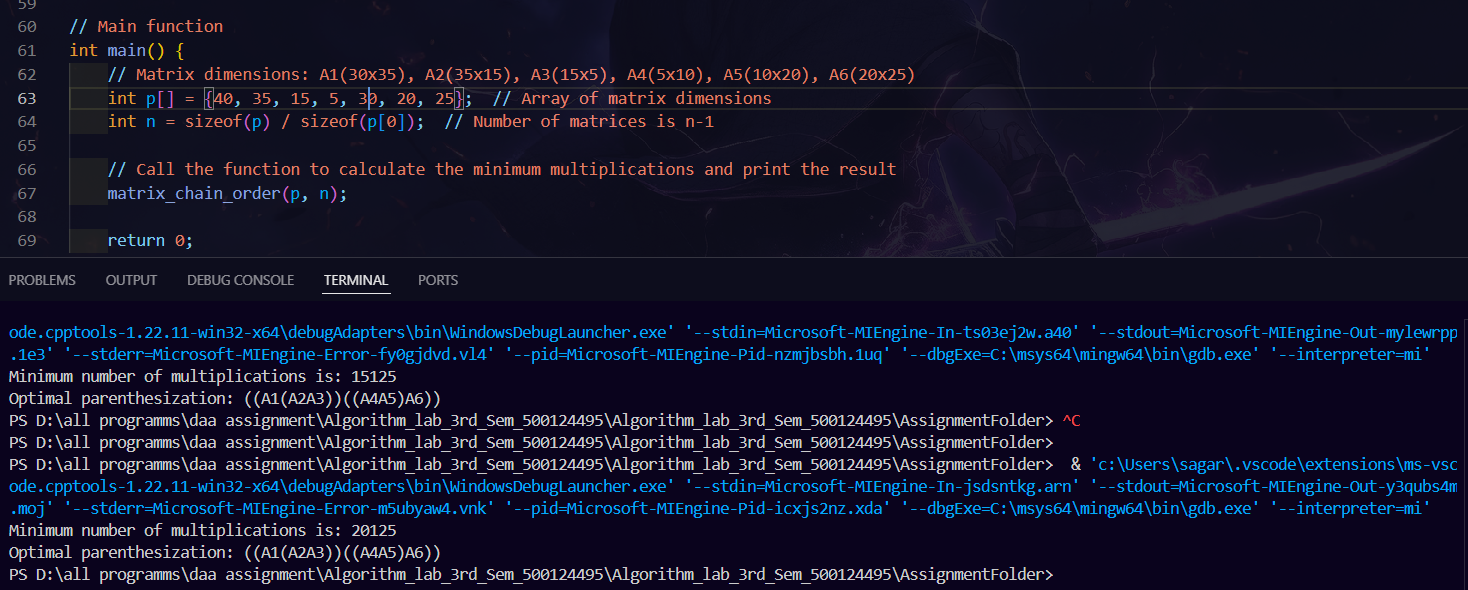 59
60 // Main function
61 int main() {
62 // Matrix dimensions: A1(30x35), A2(35x15), A3(15x5), A4(5x10), A5(10x20), A6(20x25)
63 int p[] = {40, 35, 15, 5, 30, 20, 25}; // Array of matrix dimensions
64 int n = sizeof(p) / sizeof(p[0]); // Number of matrices is n-1
65
66 // Call the function to calculate the minimum multiplications and print the result
67 matrix_chain_order(p, n);
68
69 return 0;
PROBLEMS OUTPUT DEBUG CONSOLE TERMINAL PORTS
ode.cpptools-1.22.11-win32-x64\debugAdapters\bin\WindowsDebugLauncher.exe' '--stdin=Microsoft-MIEngine-In-ts03ej2w.a40' '--stdout=Microsoft-MIEngine-Out-mylewrpp
.1e3' '--stderr=Microsoft-MIEngine-Error-fy0gjdvd.vl4' '--pid=Microsoft-MIEngine-Pid-nzmjbsbh.1uq' '--dbgExe=C:\msys64\mingw64\bin\gdb.exe' '--interpreter=mi'
Minimum number of multiplications is: 15125
Optimal parenthesization: ((A1(A2A3))((A4A5)A6))
PS D:\all programms\daa assignment\Algorithm_lab_3rd_Sem_500124495\Algorithm_lab_3rd_Sem_500124495\AssignmentFolder> ^C
PS D:\all programms\daa assignment\Algorithm_lab_3rd_Sem_500124495\Algorithm_lab_3rd_Sem_500124495\AssignmentFolder>
PS D:\all programms\daa assignment\Algorithm_lab_3rd_Sem_500124495\Algorithm_lab_3rd_Sem_500124495\AssignmentFolder> & 'c:\Users\sagar\.vscode\extensions\ms-vsc
ode.cpptools-1.22.11-win32-x64\debugAdapters\bin\WindowsDebugLauncher.exe' '--stdin=Microsoft-MIEngine-In-jsdsntkg.arn' '--stdout=Microsoft-MIEngine-Out-y3qubs4m
.moj' '--stderr=Microsoft-MIEngine-Error-m5ubyaw4.vnk' '--pid=Microsoft-MIEngine-Pid-icxjs2nz.xda' '--dbgExe=C:\msys64\mingw64\bin\gdb.exe' '--interpreter=mi'
Minimum number of multiplications is: 20125
Optimal parenthesization: ((A1(A2A3))((A4A5)A6))
PS D:\all programms\daa assignment\Algorithm_lab_3rd_Sem_500124495\Algorithm_lab_3rd_Sem_500124495\AssignmentFolder>